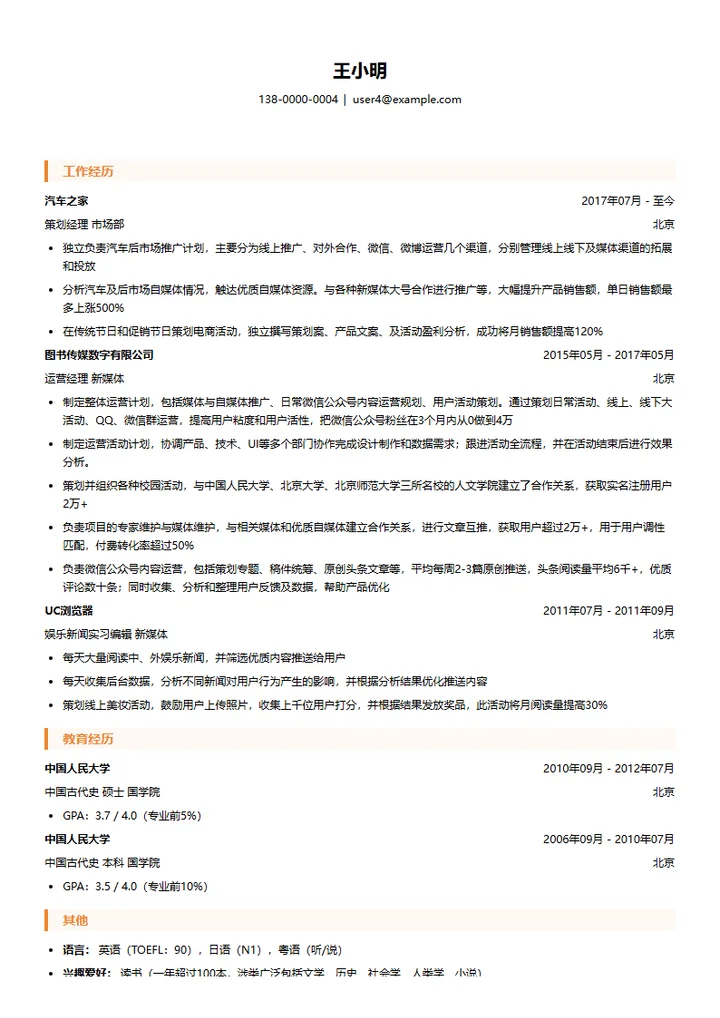 王小明
138-0000-0004 | user4@example.com
工作经历
汽车之家 2017年07月 - 至今
策划经理 市场部 北京
• 独立负责汽车后市场推广计划，主要分为线上推广、对外合作、微信、微博运营几个渠道，分别管理线上线下及媒体渠道的拓展
和投放
• 分析汽车及后市场自媒体情况，触达优质自媒体资源。与各种新媒体大号合作进行推广等，大幅提升产品销售额，单日销售额最
多上涨500%
• 在传统节日和促销节日策划电商活动，独立撰写策划案、产品文案、及活动盈利分析，成功将月销售额提高120%
图书传媒数字有限公司 2015年05月 - 2017年05月
运营经理 新媒体 北京
• 制定整体运营计划，包括媒体与自媒体推广、日常微信公众号内容运营规划、用户活动策划。通过策划日常活动、线上、线下大
活动、QQ、微信群运营，提高用户粘度和用户活性，把微信公众号粉丝在3个月内从0做到4万
• 制定运营活动计划，协调产品、技术、UI等多个部门协作完成设计制作和数据需求；跟进活动全流程，并在活动结束后进行效果
分析。
• 策划并组织各种校园活动，与中国人民大学、北京大学、北京师范大学三所名校的人文学院建立了合作关系，获取实名注册用户
2万+
• 负责项目的专家维护与媒体维护，与相关媒体和优质自媒体建立合作关系，进行文章互推，获取用户超过2万+，用于用户调性
匹配，付费转化率超过50%
• 负责微信公众号内容运营，包括策划专题、稿件统筹、原创头条文章等，平均每周2-3篇原创推送，头条阅读量平均6千+，优质
评论数十条；同时收集、分析和整理用户反馈及数据，帮助产品优化
UC浏览器 2011年07月 - 2011年09月
娱乐新闻实习编辑 新媒体 北京
• 每天大量阅读中、外娱乐新闻，并筛选优质内容推送给用户
• 每天收集后台数据，分析不同新闻对用户行为产生的影响，并根据分析结果优化推送内容
• 策划线上美妆活动，鼓励用户上传照片，收集上千位用户打分，并根据结果发放奖品，此活动将月阅读量提高30%
教育经历
中国人民大学 2010年09月 - 2012年07月
中国古代史 硕士 国学院 北京
• GPA：3.7 / 4.0（专业前5%）
中国人民大学 2006年09月 - 2010年07月
中国古代史 本科 国学院 北京
• GPA：3.5 / 4.0（专业前10%）
其他
• 语言： 英语（TOEFL：90），日语（N1），粤语（听/说）
• 兴趣爱好： 读书（一年超过100本，涉猎广泛包括文学、历史、社会学、人类学、小说）